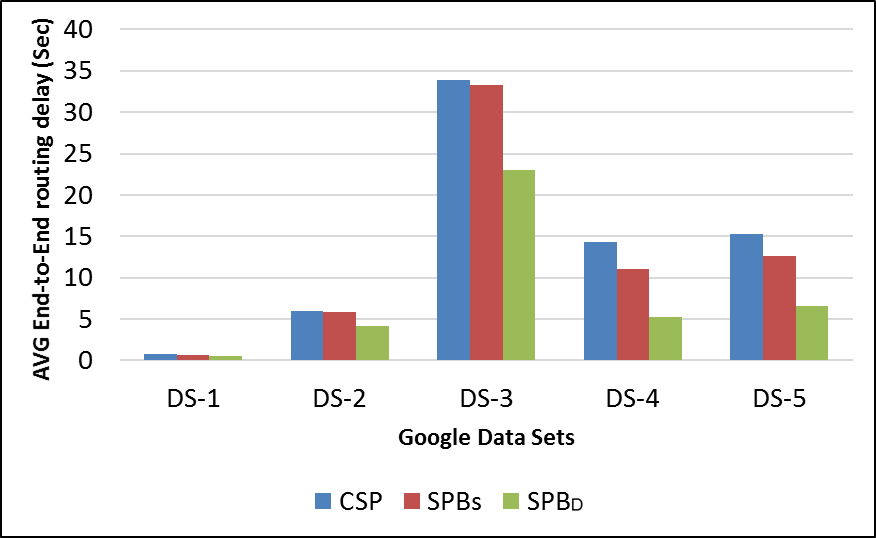 AVG End-to-End routing delay (Sec)
40
35
30
25
20
15
10
5
0
DS-1 DS-2 DS-3 DS-4 DS-5
Google Data Sets
CSP SPBs SPBD